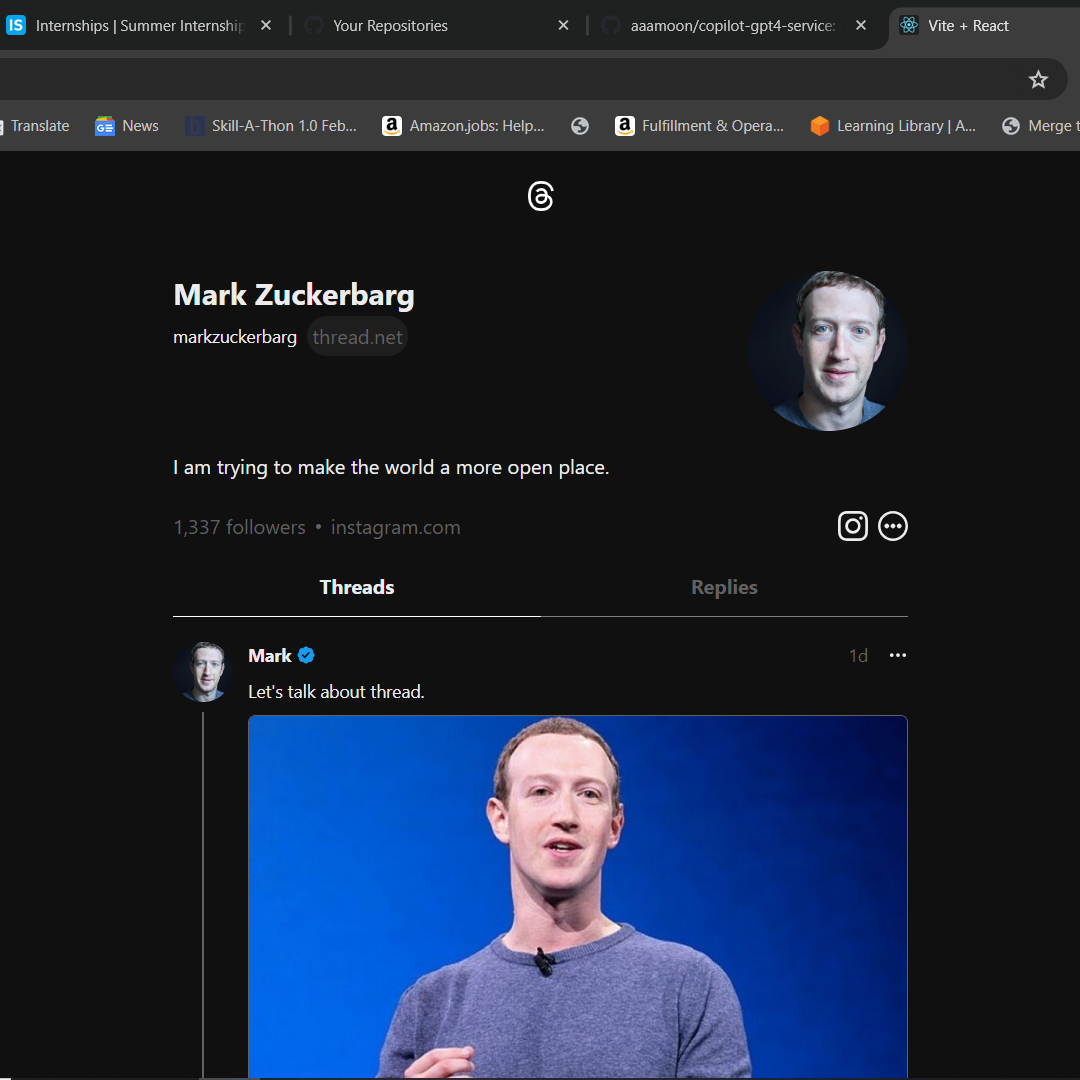 IS Internships | Summer Internship
Your Repositories
aaamoon/copilot-gpt4-service:
Vite + React
Translate
GE News
Skill-A-Thon 1.0 Feb...
a Amazon.jobs: Help...
a Fulfillment & Opera...
Learning Library | A...
Merge t
Mark Zuckerbarg
markzuckerbarg thread.net
I am trying to make the world a more open place.
1,337 followers • instagram.com
Threads Replies
Mark 1d
Let's talk about thread.